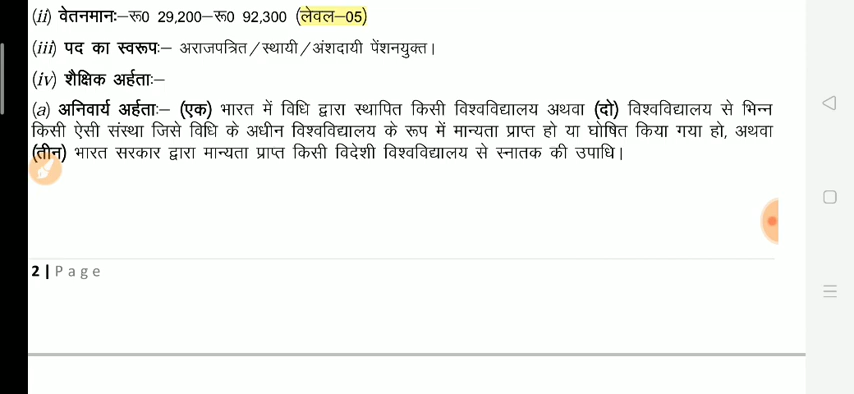 (ii) वेतनमानः–रू0 29,200–रू0 92,300 (लेवल–05)
(iii) पद का स्वरूपः– अराजपत्रित/स्थायी/अंशदायी पेंशनयुक्त।
(iv) शैक्षिक अर्हताः–
(a) अनिवार्य अर्हताः– (एक) भारत में विधि द्वारा स्थापित किसी विश्वविद्यालय अथवा (दो) विश्वविद्यालय से भिन्न
किसी ऐसी संस्था जिसे विधि के अधीन विश्वविद्यालय के रूप में मान्यता प्राप्त हो या घोषित किया गया हो, अथवा
(तीन) भारत सरकार द्वारा मान्यता प्राप्त किसी विदेशी विश्वविद्यालय से स्नातक की उपाधि।
2 | Page